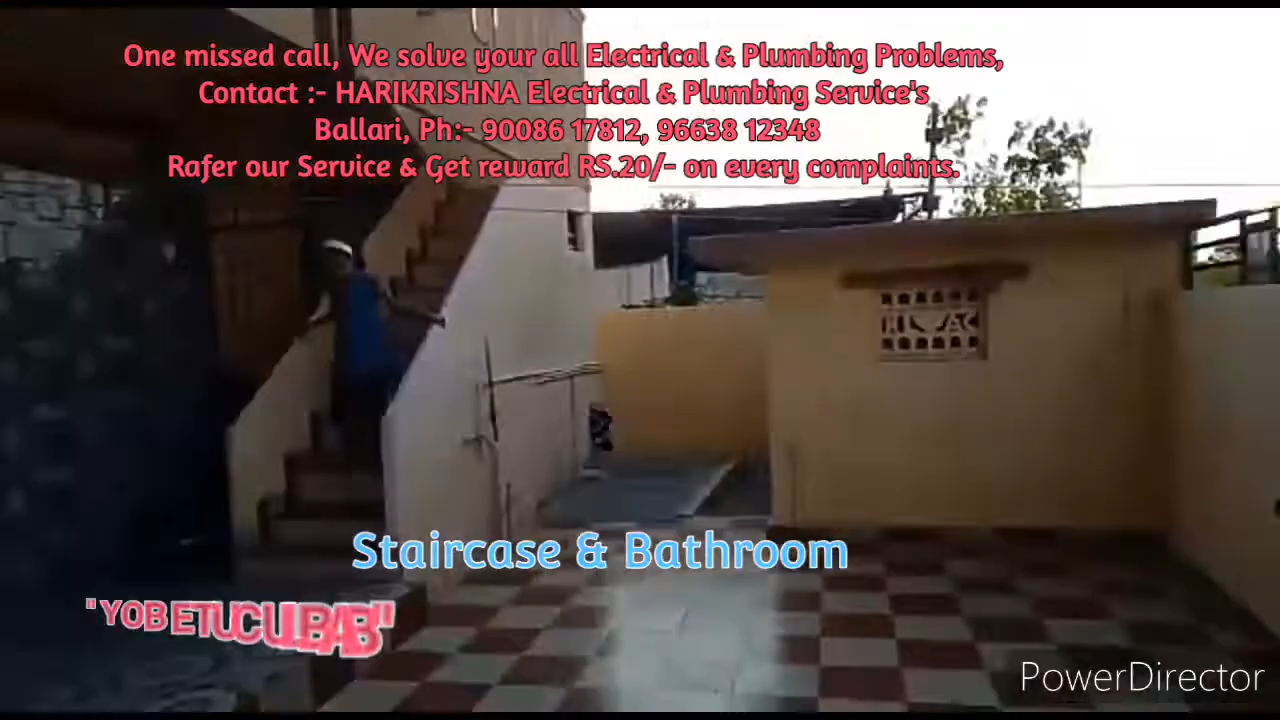 One missed call, We solve your all Electrical & Plumbing Problems,
Contact :- HARIKRISHNA Electrical & Plumbing Service's
Ballari, Ph:- 90086 17812, 96638 12348
Rafer our Service & Get reward RS.20/- on every complaints.
Staircase & Bathroom
PowerDirector